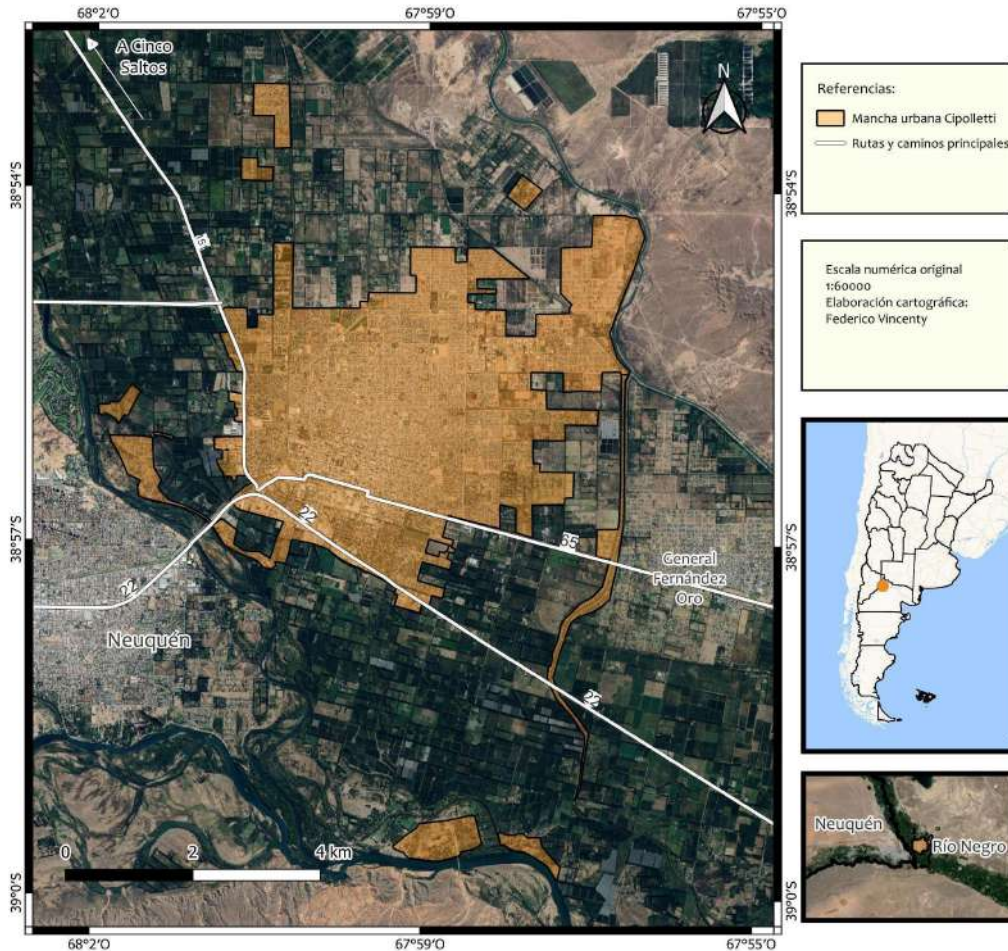 68°2'O
67°59'O
67°55'O
A Cinco
Saltos
N
38°54'S
38°54'S
22
65
38°57'S
38°57'S
General
Fernández
Oro
22
Neuquén
22
0
2
4 km
39°0'S
39°0'S
68°2'O
67°59'O
67°55'O
Referencias:
Mancha urbana Cipolletti
Rutas y caminos principales
Escala numérica original
1:60000
Elaboración cartográfica:
Federico Vincenty
Neuquén
Río Negro